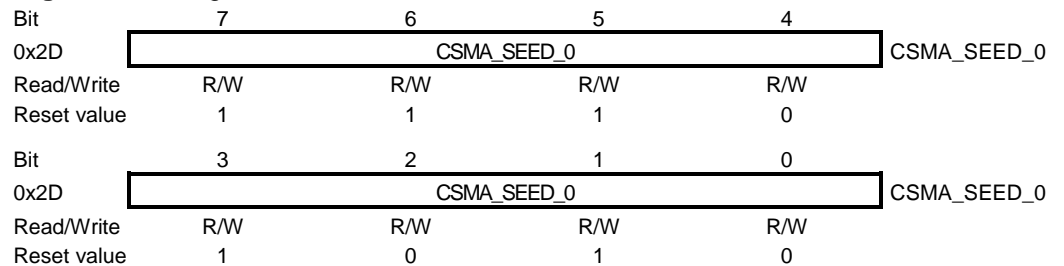 Bit 7 6 5 4
0x2D CSMA_SEED_0 CSMA_SEED_0
Read/Write R/W R/W R/W R/W
Reset value 1 1 1 0
Bit 3 2 1 0
0x2D CSMA_SEED_0 CSMA_SEED_0
Read/Write R/W R/W R/W R/W
Reset value 1 0 1 0